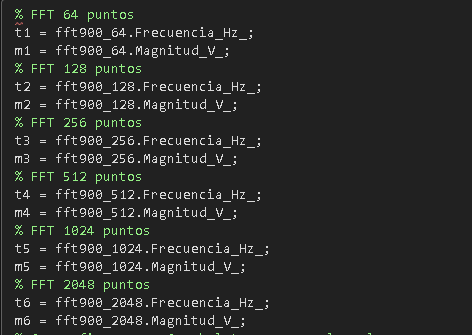 % FFT 64 puntos
t1 = fft900_64.Frecuencia_Hz_;
m1 = fft900_64.Magnitud_V_;
% FFT 128 puntos
t2 = fft900_128.Frecuencia_Hz_;
m2 = fft900_128.Magnitud_V_;
% FFT 256 puntos
t3 = fft900_256.Frecuencia_Hz_;
m3 = fft900_256.Magnitud_V_;
% FFT 512 puntos
t4 = fft900_512.Frecuencia_Hz_;
m4 = fft900_512.Magnitud_V_;
% FFT 1024 puntos
t5 = fft900_1024.Frecuencia_Hz_;
m5 = fft900_1024.Magnitud_V_;
% FFT 2048 puntos
t6 = fft900_2048.Frecuencia_Hz_;
m6 = fft900_2048.Magnitud_V_;